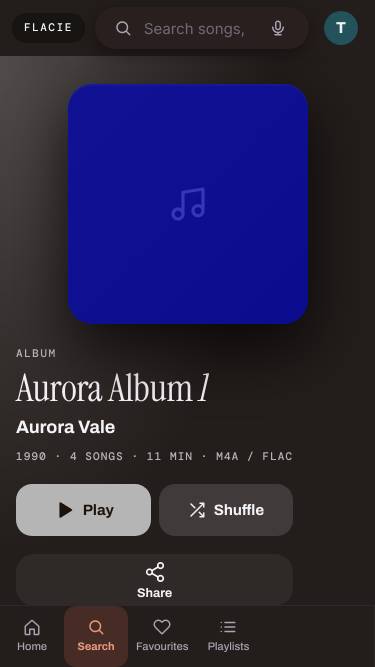 FLACIE
Search songs,
T
ALBUM
Aurora Album 1
Aurora Vale
1990 · 4 SONGS · 11 MIN · M4A / FLAC
Play
Shuffle
Share
Home
Search
Favourites
Playlists